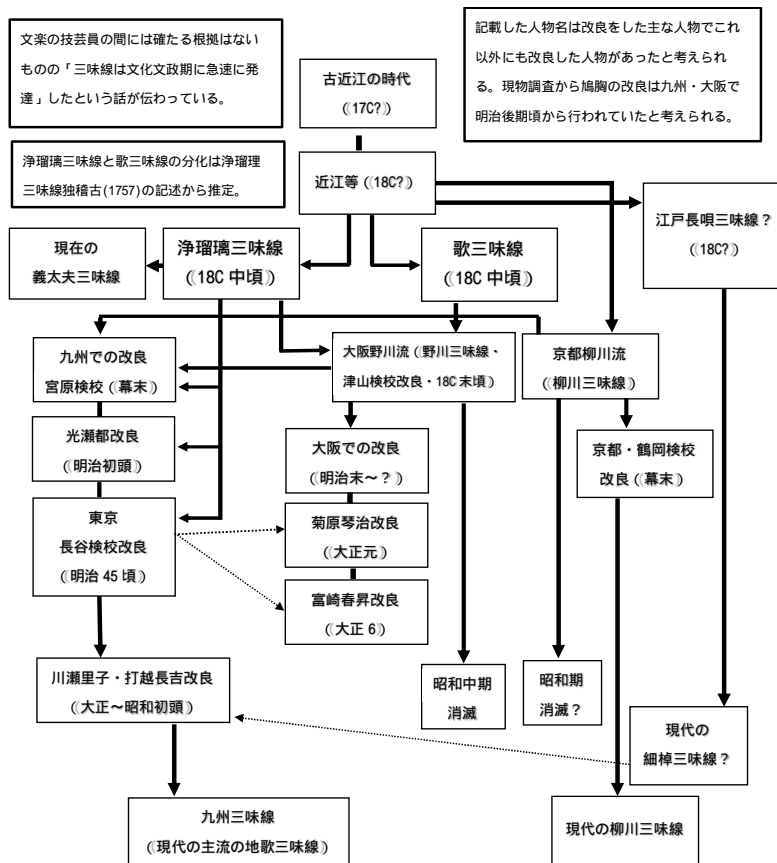 文楽の技芸員の間には確たる根拠はない
ものの「三味線は文化文政期に急速に発
達」したという話が伝わっている。
記載した人物名は改良をした主な人物でこれ
以外にも改良した人物があったと考えられ
る。現物調査から鳩胸の改良は九州・大阪で
明治後期頃から行われていたと考えられる。
古近江の時代
(17C?)
浄瑠璃三味線と歌三味線の分化は浄瑠理
三味線独稽古(1757)の記述から推定。
近江等(18C?)
江戸長唄三味線?
(18C?)
現在の
義太夫三味線
浄瑠璃三味線
(18C 中頃)
歌三味線
(18C 中頃)
九州での改良
宮原検校(幕末)
大阪野川流(野川三味線・
津山検校改良・18C 末頃)
京都柳川流
(柳川三味線)
光瀬都改良
(明治初頭)
大阪での改良
(明治末~?)
京都・鶴岡検校
改良(幕末)
東京
長谷検校改良
(明治 45 頃)
菊原琴治改良
(大正元)
富崎春昇改良
(大正 6)
川瀬里子・打越長吉改良
(大正~昭和初頭)
昭和中期
消滅
昭和期
消滅?
現代の
細棹三味線?
九州三味線
(現代の主流の地歌三味線)
現代の柳川三味線